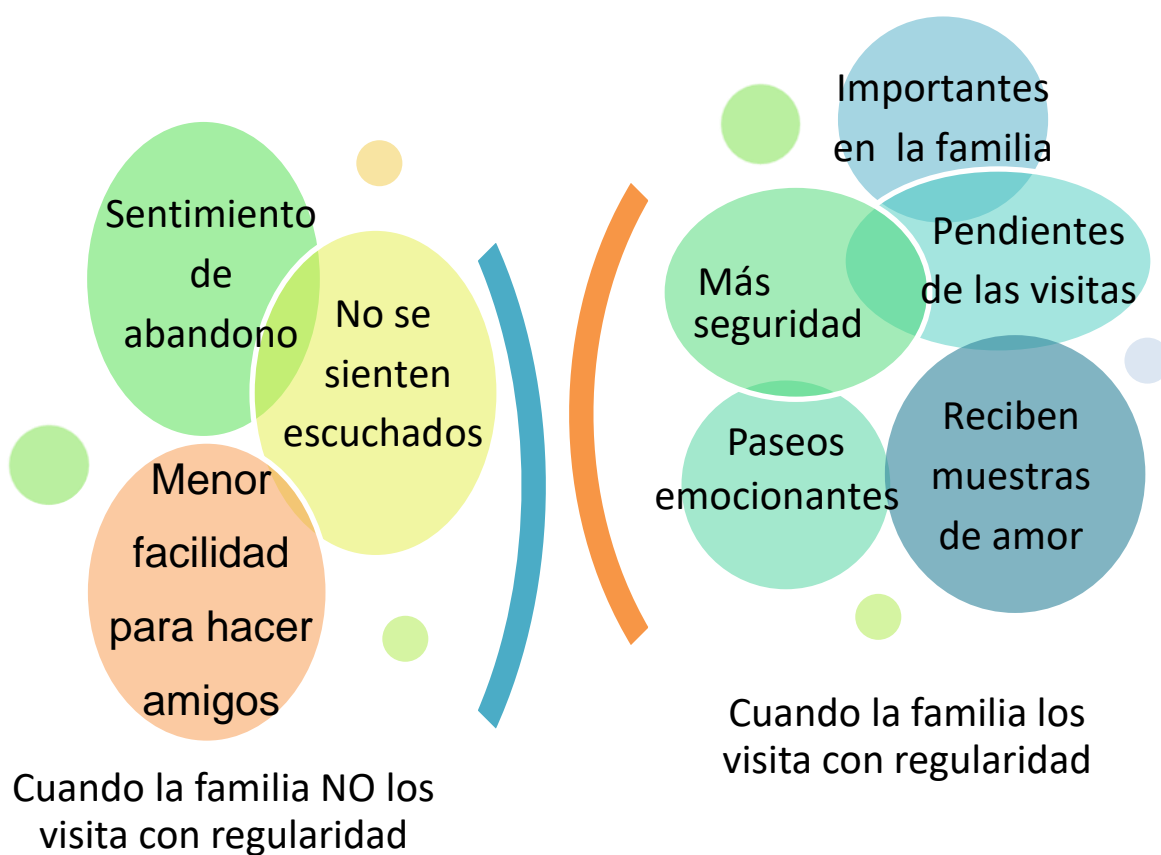 Sentimiento
de
abandono
No se
sienten
escuchados
Menor
facilidad
para hacer
amigos
Cuando la familia NO los
visita con regularidad
Importantes
en la familia
Pendientes
de las visitas
Más
seguridad
Paseos
emocionantes
Reciben
muestras
de amor
Cuando la familia los
visita con regularidad